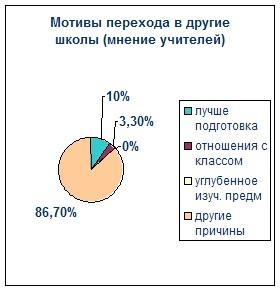 Мотивы перехода в другие
школы (мнение учителей)
10%
3,30%
0%
86,70%
лучше
подготовка
отношения с
классом
углубенное
изуч. предм
другие
причины